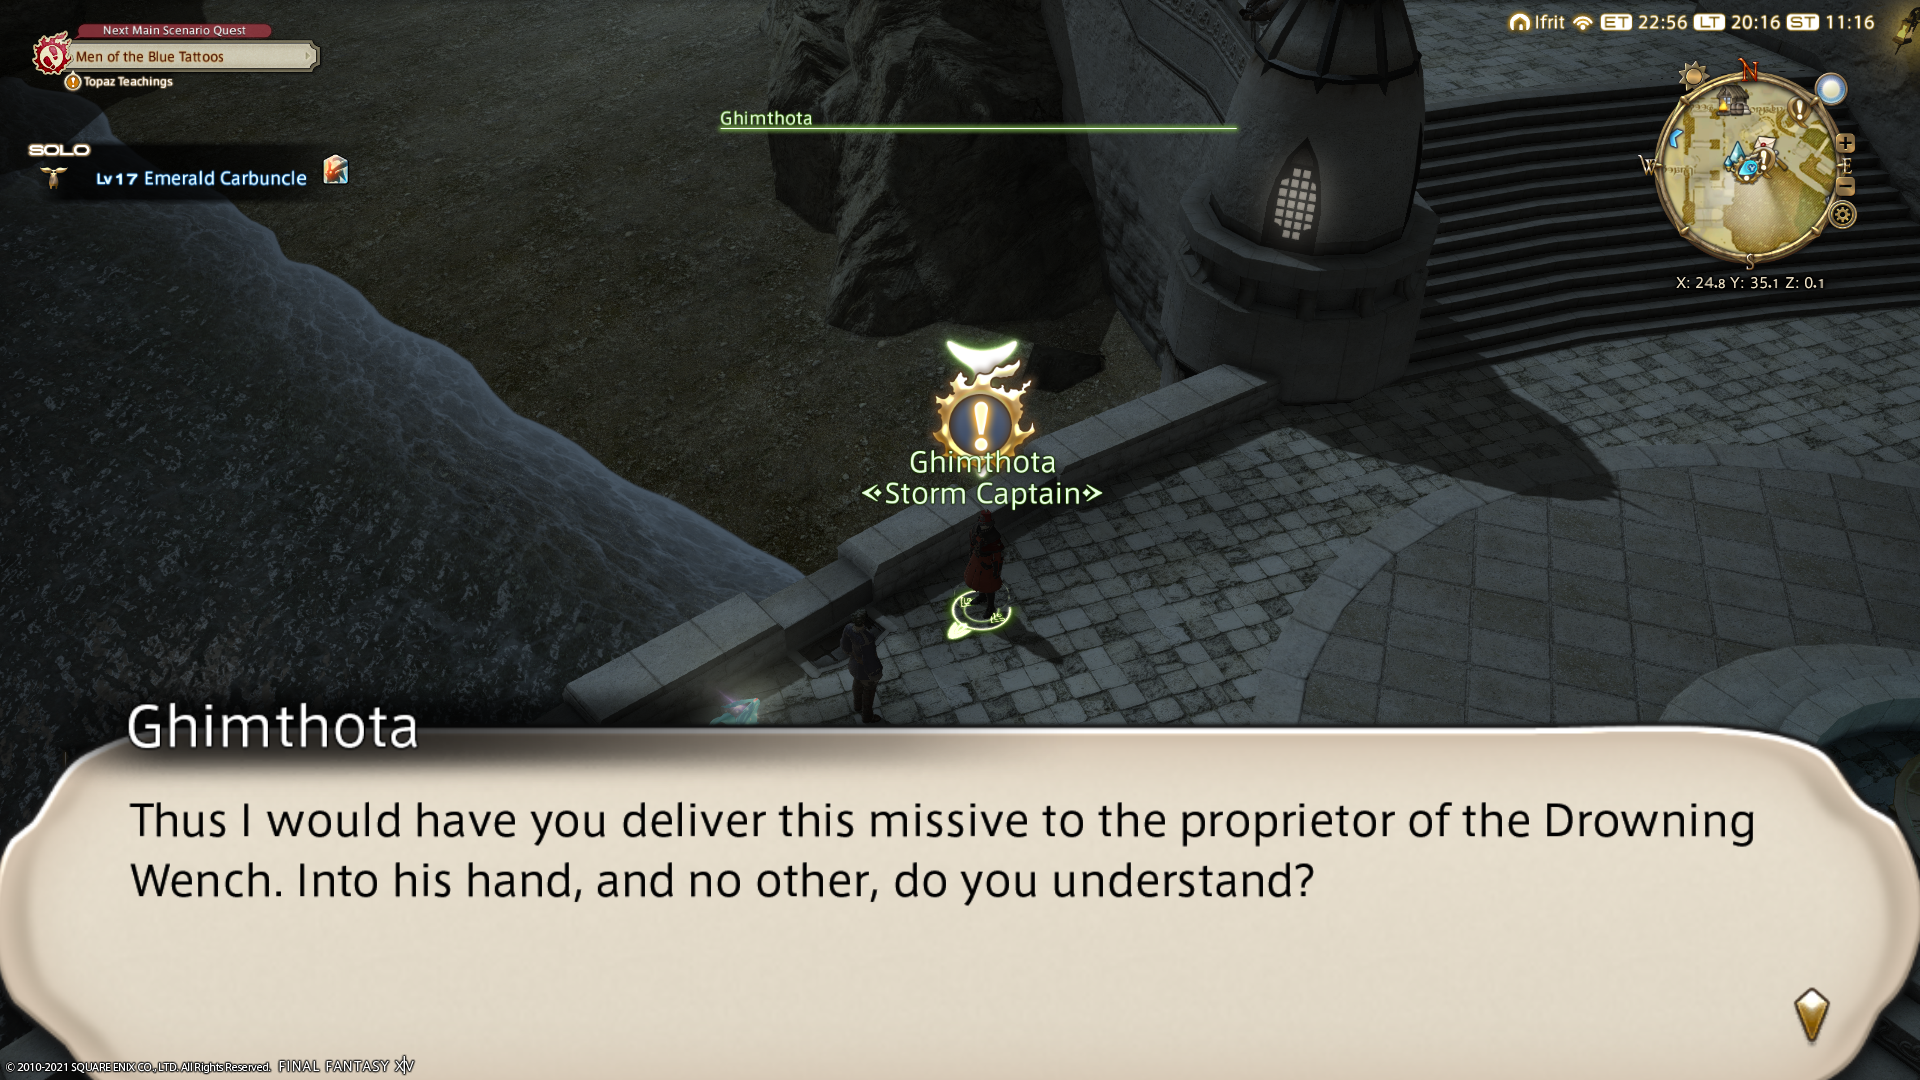 Next Main Scenario Quest
Men of the Blue Tattoos
Topaz Teachings
SOLO
Lv17 Emerald Carbuncle
Ghimthota
Ifrit ET 22:56 LT 20:16 ST 11:16
N
W
E
S
X: 24.8 Y: 35.1 Z: 0.1
Ghimthota
Storm Captain
Ghimthota
Thus I would have you deliver this missive to the proprietor of the Drowning
Wench. Into his hand, and no other, do you understand?
© 2010-2021 SQUARE ENIX CO., LTD. All Rights Reserved. FINAL FANTASY XIV